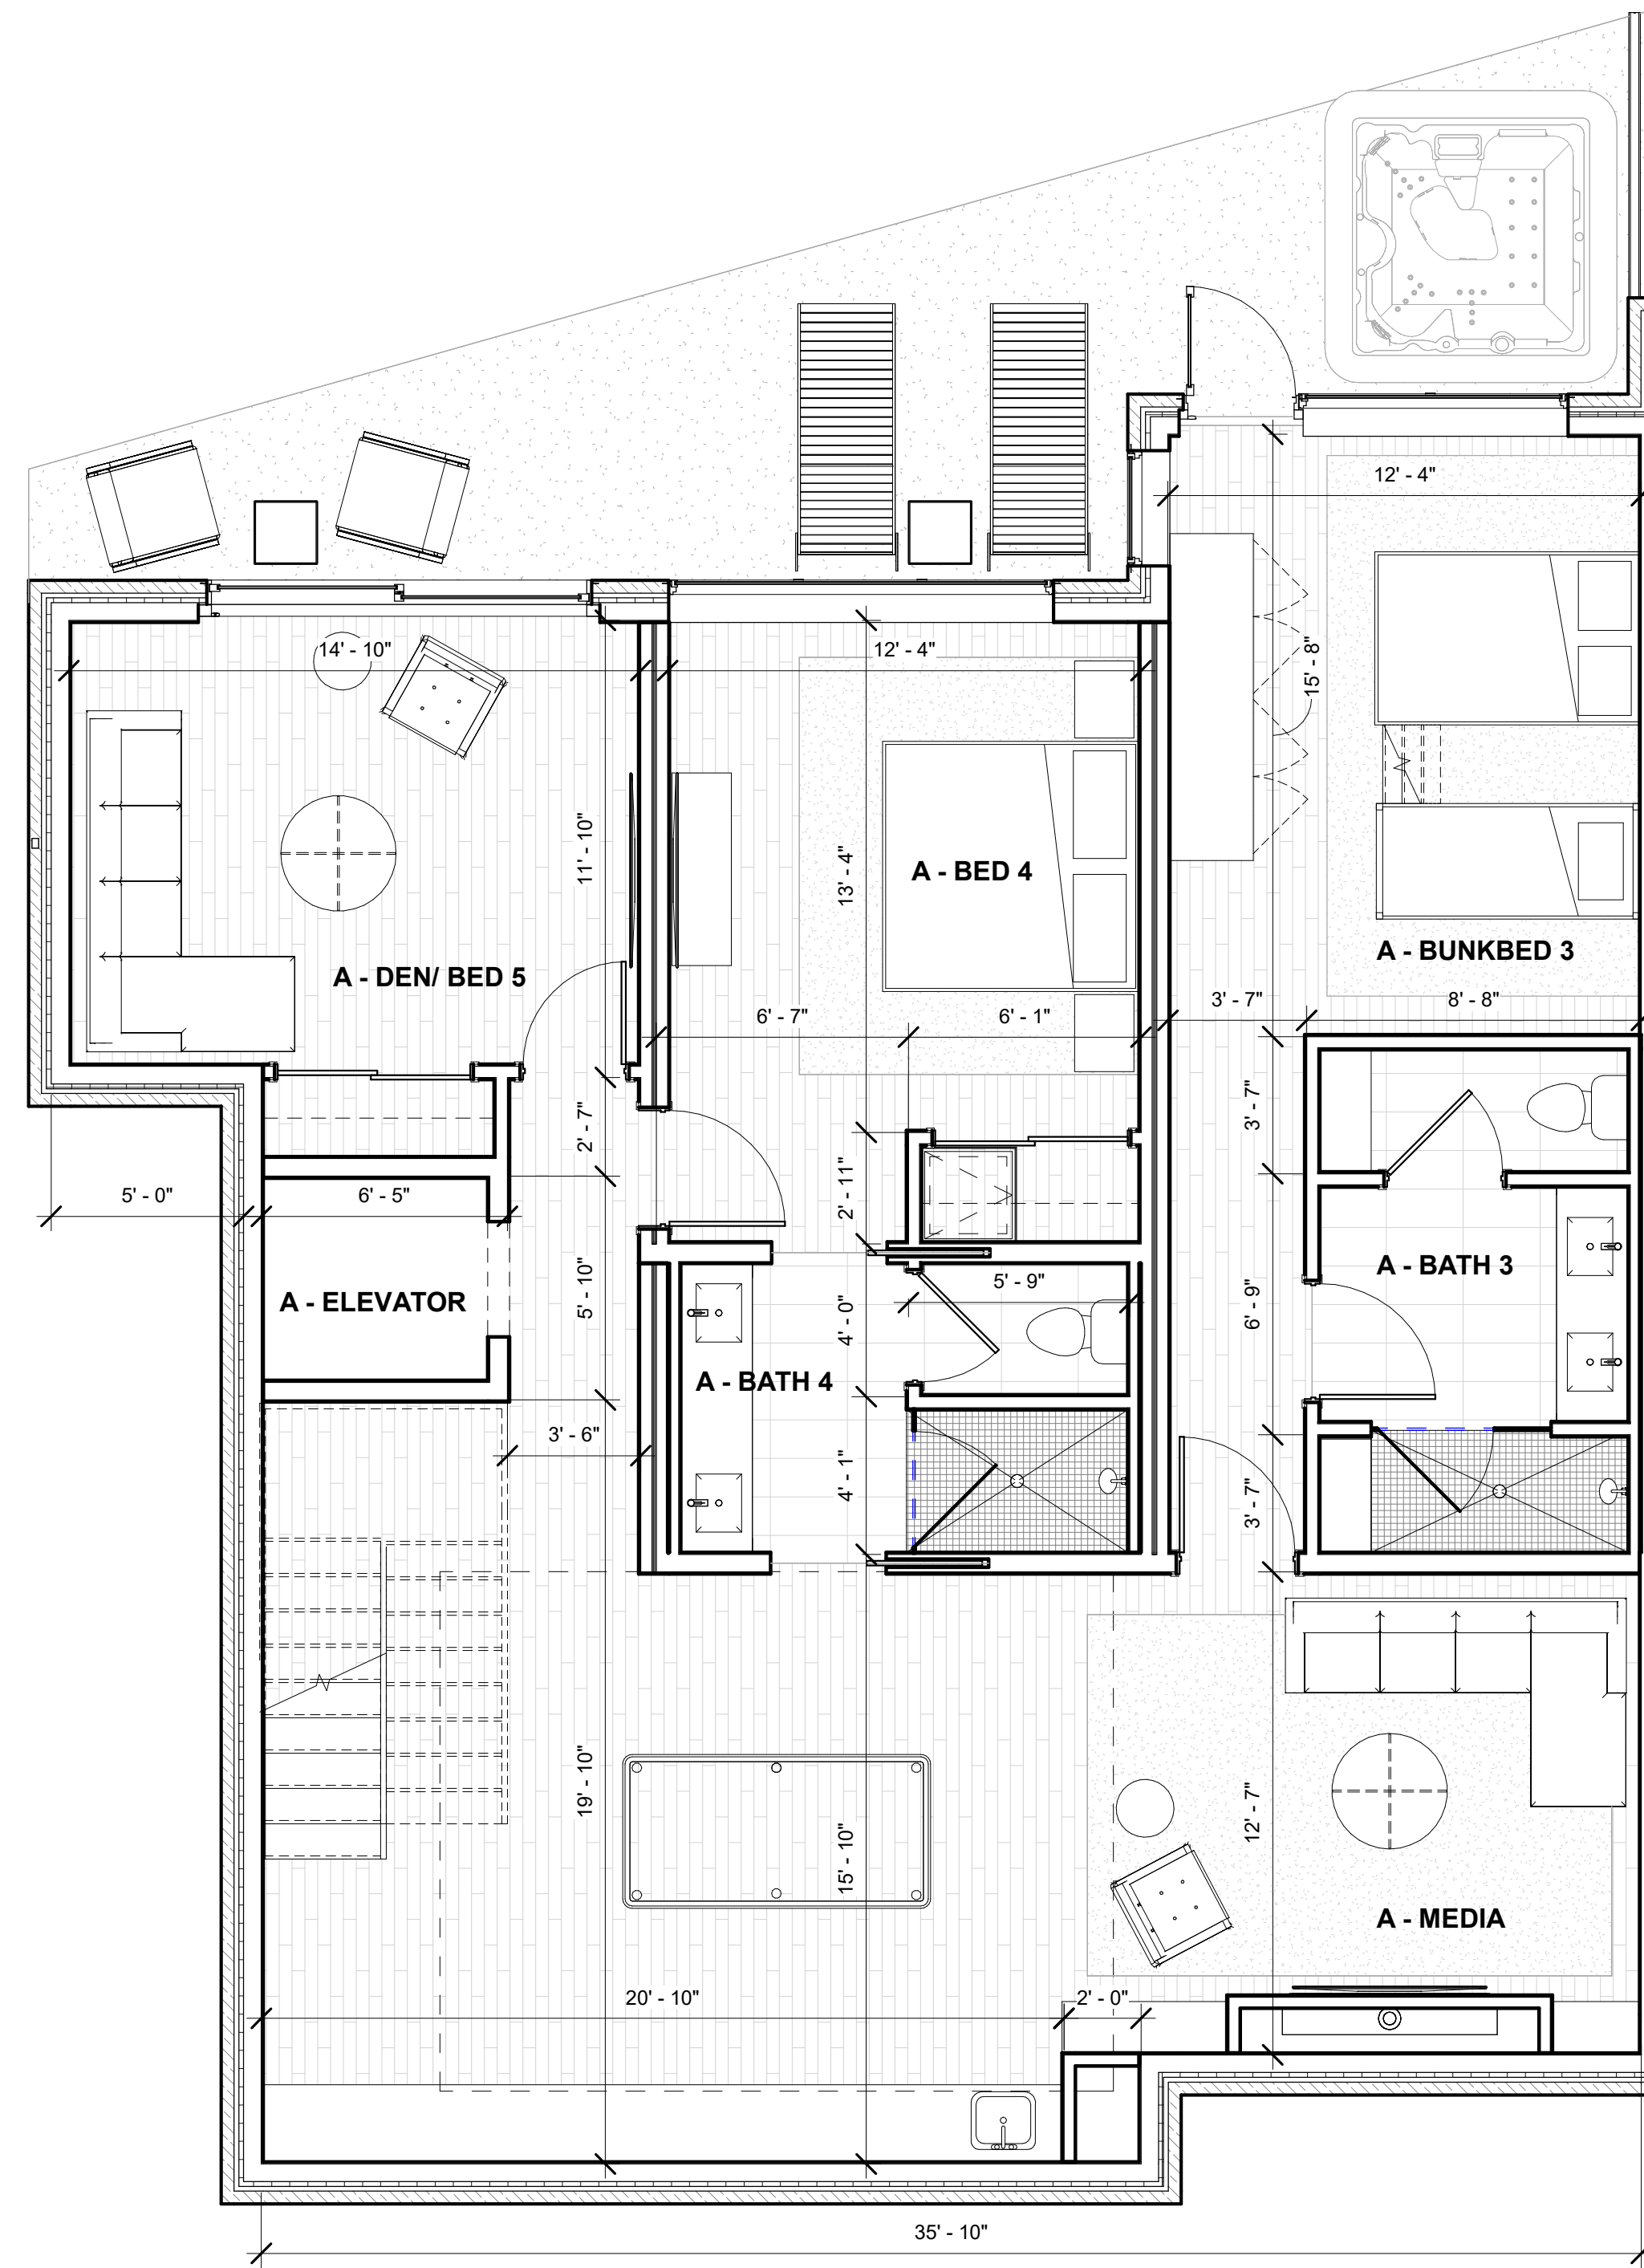 12' - 4"
14' - 10"
12' - 4"
15' - 8"
11' - 10"
13' - 4"
A - BED 4
A - BUNKBED 3
A - DEN/ BED 5
3' - 7"
8' - 8"
6' - 7"
6' - 1"
3' - 7"
2' - 7"
5' - 0"
6' - 5"
2' - 11"
A - BATH 3
5' - 9"
A - ELEVATOR
5' - 10"
4' - 0"
6' - 9"
A - BATH 4
3' - 6"
4' - 1"
3' - 7"
19' - 10"
12' - 7"
15' - 10"
A - MEDIA
20' - 10"
2' - 0"
35' - 10"